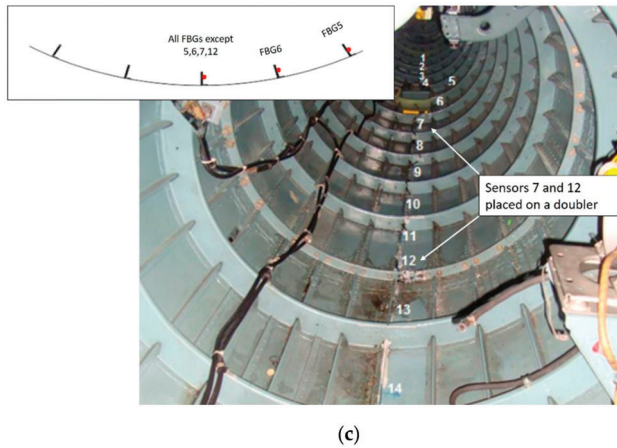 All FBGs except
5,6,7,12
FBG6
FBG5
1
2
3
4
5
6
7
8
9
10
11
12
13
14
Sensors 7 and 12
placed on a doubler
(c)